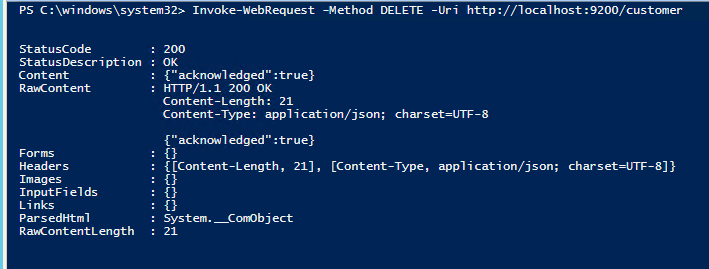 PS C:\windows\system32> Invoke-WebRequest -Method DELETE -Uri http://localhost:9200/customer
StatusCode        : 200
StatusDescription : OK
Content           : {"acknowledged":true}
RawContent        : HTTP/1.1 200 OK
                    Content-Length: 21
                    Content-Type: application/json; charset=UTF-8
                    {"acknowledged":true}
Forms             : {}
Headers           : {[Content-Length, 21], [Content-Type, application/json; charset=UTF-8]}
Images            : {}
InputFields       : {}
Links             : {}
ParsedHtml        : System.__ComObject
RawContentLength  : 21